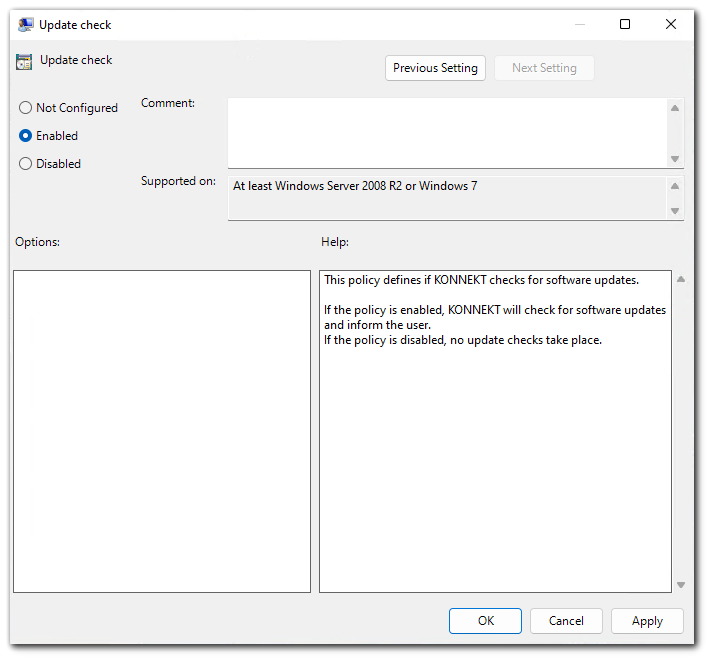 Update check
Update check
Previous Setting
Next Setting
Not Configured
Enabled
Disabled
Comment:
Supported on:
At least Windows Server 2008 R2 or Windows 7
Options:
Help:
This policy defines if KONNEKT checks for software updates.
If the policy is enabled, KONNEKT will check for software updates
and inform the user.
If the policy is disabled, no update checks take place.
OK
Cancel
Apply